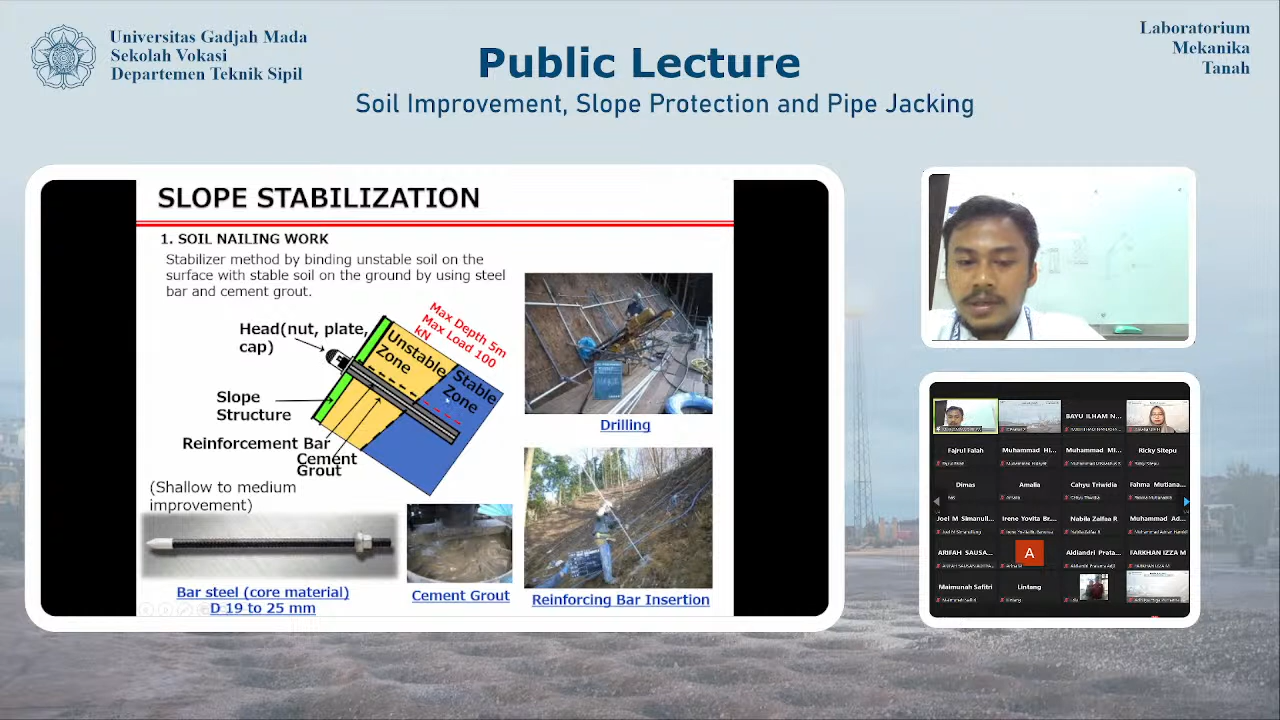 Universitas Gadjah Mada
Sekolah Vokasi
Departemen Teknik Sipil
Public Lecture
Soil Improvement, Slope Protection and Pipe Jacking
Laboratorium
Mekanika
Tanah
SLOPE STABILIZATION
1. SOIL NAILING WORK
Stabilizer method by binding unstable soil on the
surface with stable soil on the ground by using steel
bar and cement grout.
Head(nut, plate,
cap)
Max Depth 5m
Max Load 100
kN
Unstable
Zone
Stable
Zone
Slope
Structure
Reinforcement Bar
Cement
Grout
(Shallow to medium
improvement)
Bar steel (core material)
D 19 to 25 mm
Cement Grout
Drilling
Reinforcing Bar Insertion
BAYU ILHAM N...
Fajrul Falah
Muhammad Hi...
Muhammad Mi...
Ricky Sitepu
Dimas
Amalia
Cahyu Triwidia
Fahma Mutiana...
Joel M Simanull...
Irene Yovita Br...
Nabila Zalfaa R
Muhammad Ad...
ARIFAH SAUSA...
A
Aldiandri Prata...
FARKHAN IZZA M
Maimunah Safitri
Lintang